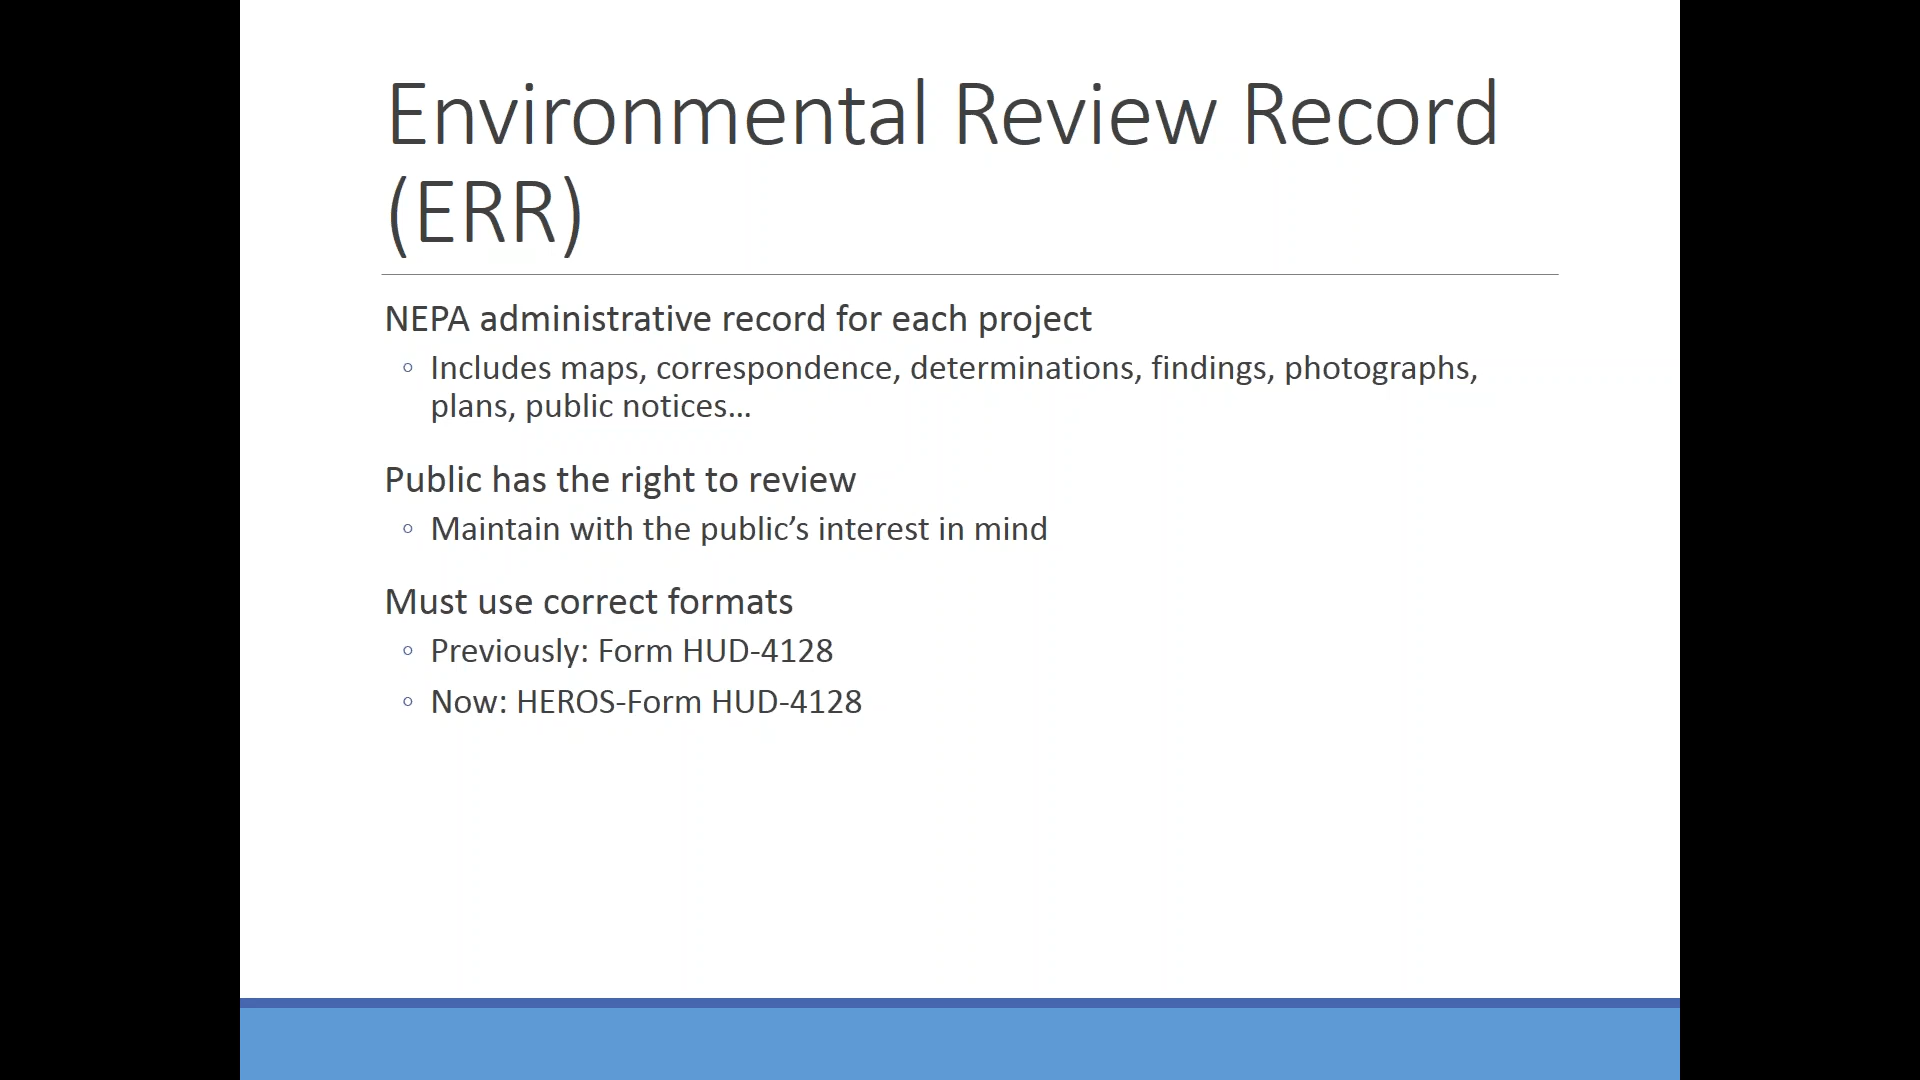 Environmental Review Record
(ERR)
NEPA administrative record for each project
◦ Includes maps, correspondence, determinations, findings, photographs,
plans, public notices…
Public has the right to review
◦ Maintain with the public’s interest in mind
Must use correct formats
◦ Previously: Form HUD-4128
◦ Now: HEROS-Form HUD-4128